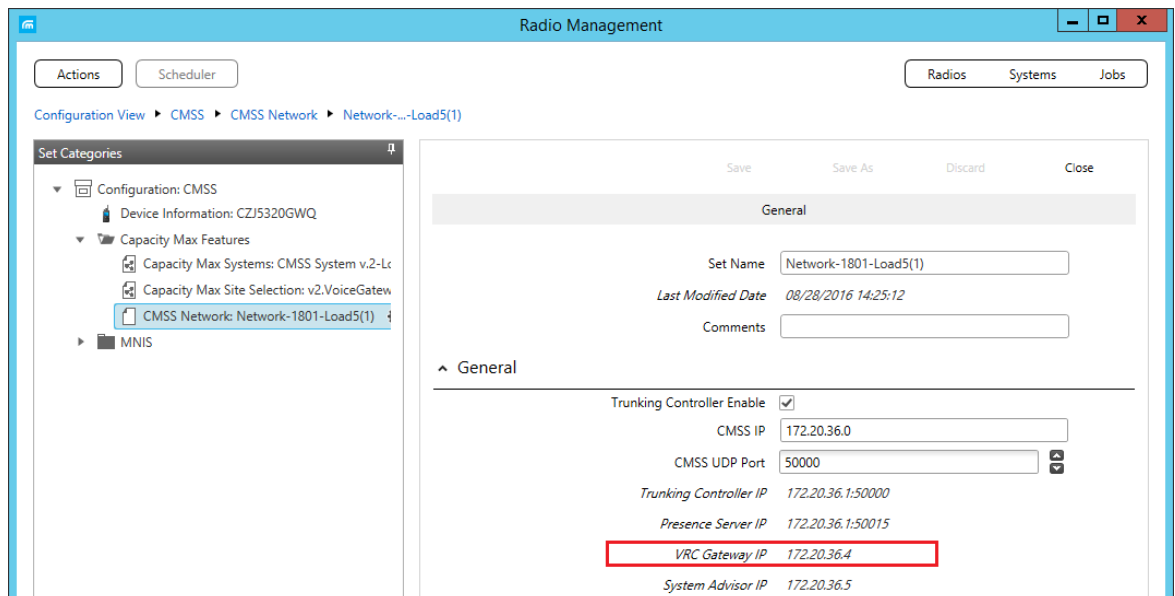 Radio Management
Actions
Scheduler
Radios
Systems
Jobs
Configuration View CMSS CMSS Network Network-...-Load5(1)
Set Categories
Configuration: CMSS
Device Information: CZJ5320GWQ
Capacity Max Features
Capacity Max Systems: CMSS System v.2-Lo
Capacity Max Site Selection: v2.VoiceGatew
CMSS Network: Network-1801-Load5(1)
MNIS
Save
Save As
Discard
Close
General
Set Name Network-1801-Load5(1)
Last Modified Date 08/28/2016 14:25:12
Comments
General
Trunking Controller Enable
CMSS IP 172.20.36.0
CMSS UDP Port 50000
Trunking Controller IP 172.20.36.1:50000
Presence Server IP 172.20.36.1:50015
VRC Gateway IP 172.20.36.4
System Advisor IP 172.20.36.5